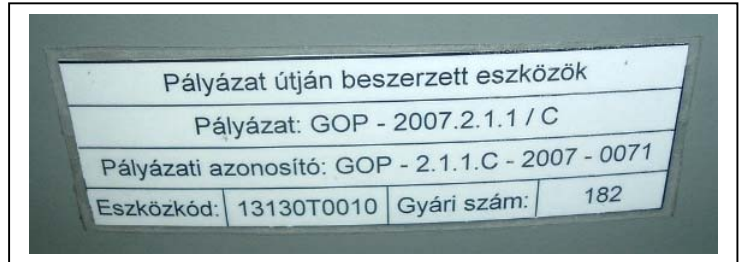 Pályázat útján beszerzett eszközök
Pályázat: GOP - 2007.2.1.1 / C
Pályázati azonosító: GOP - 2.1.1.C - 2007 - 0071
Eszközkód: 13130T0010 Gyári szám: 182